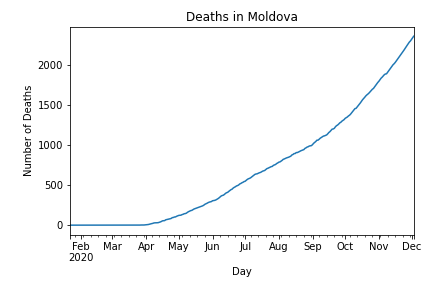 Deaths in Moldova
Number of Deaths
2000
1500
1000
500
0
Feb Mar Apr May Jun Jul Aug Sep Oct Nov Dec
2020
Day